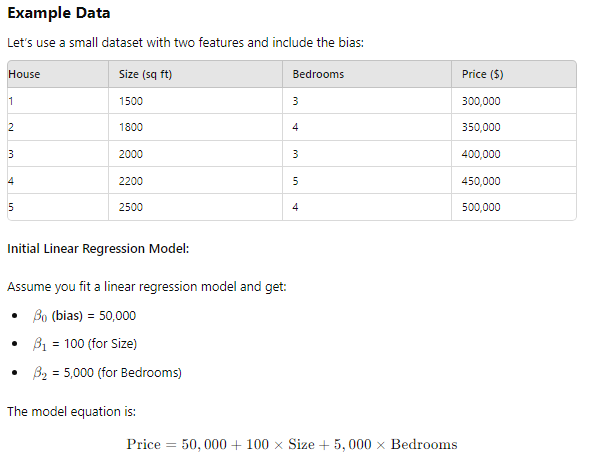 Example Data
Let's use a small dataset with two features and include the bias:
House Size (sq ft) Bedrooms Price ($)
1 1500 3 300,000
2 1800 4 350,000
3 2000 3 400,000
4 2200 5 450,000
5 2500 4 500,000
Initial Linear Regression Model:
Assume you fit a linear regression model and get:
• β₀ (bias) = 50,000
• β₁ = 100 (for Size)
• β₂ = 5,000 (for Bedrooms)
The model equation is:
Price = 50,000 + 100 × Size + 5,000 × Bedrooms